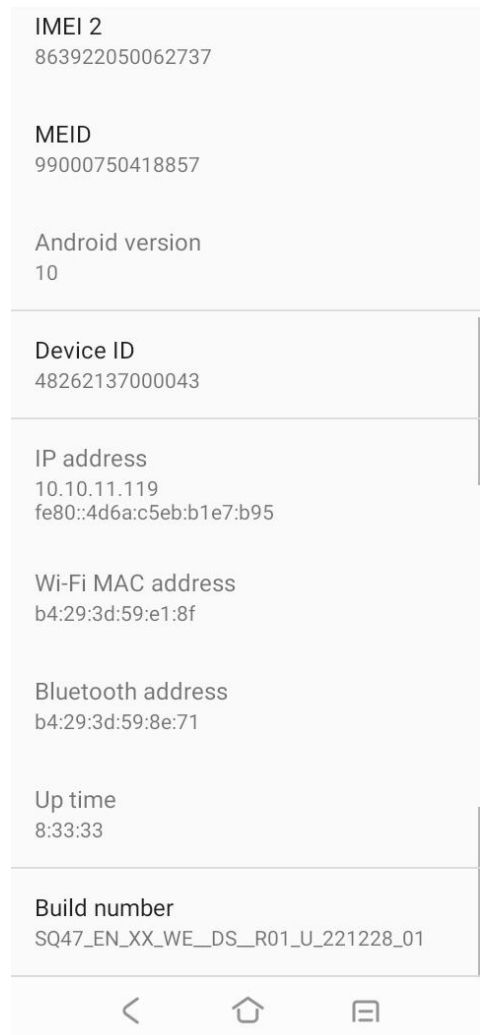 IMEI 2
863922050062737
MEID
99000750418857
Android version
10
Device ID
48262137000043
IP address
10.10.11.119
fe80::4d6a:c5eb:b1e7:b95
Wi-Fi MAC address
b4:29:3d:59:e1:8f
Bluetooth address
b4:29:3d:59:8e:71
Up time
8:33:33
Build number
SQ47_EN_XX_WE__DS__R01_U_221228_01